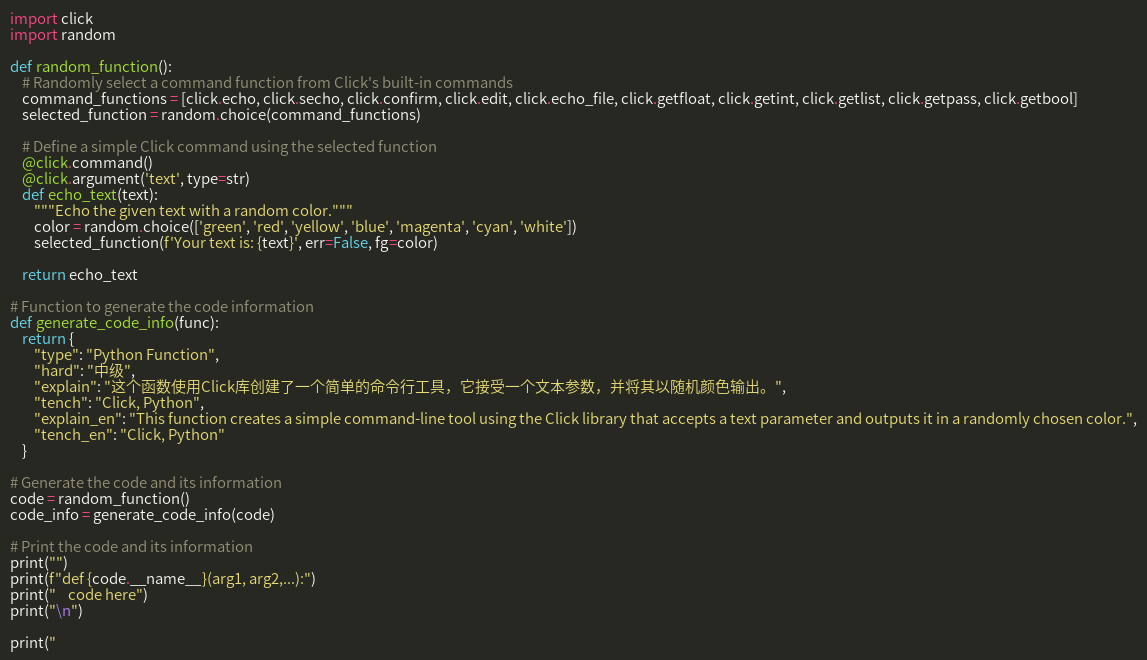 import click
import random
def random_function():
# Randomly select a command function from Click's built-in commands
command_functions = [click.echo, click.secho, click.confirm, click.edit, click.echo_file, click.getfloat, click.getint, click.getlist, click.getpass, click.getbool]
selected_function = random.choice(command_functions)
# Define a simple Click command using the selected function
@click.command()
@click.argument('text', type=str)
def echo_text(text):
"""Echo the given text with a random color."""
color = random.choice(['green', 'red', 'yellow', 'blue', 'magenta', 'cyan', 'white'])
selected_function(f'Your text is: {text}', err=False, fg=color)
return echo_text
# Function to generate the code information
def generate_code_info(func):
return {
"type": "Python Function",
"hard": "中级",
"explain": "这个函数使用Click库创建了一个简单的命令行工具，它接受一个文本参数，并将其以随机颜色输出。",
"tench": "Click, Python",
"explain_en": "This function creates a simple command-line tool using the Click library that accepts a text parameter and outputs it in a randomly chosen color.",
"tench_en": "Click, Python"
}
# Generate the code and its information
code = random_function()
code_info = generate_code_info(code)
# Print the code and its information
print("")
print(f"def {code.__name__}(arg1, arg2,...):")
print("    code here")
print("\n")
print("